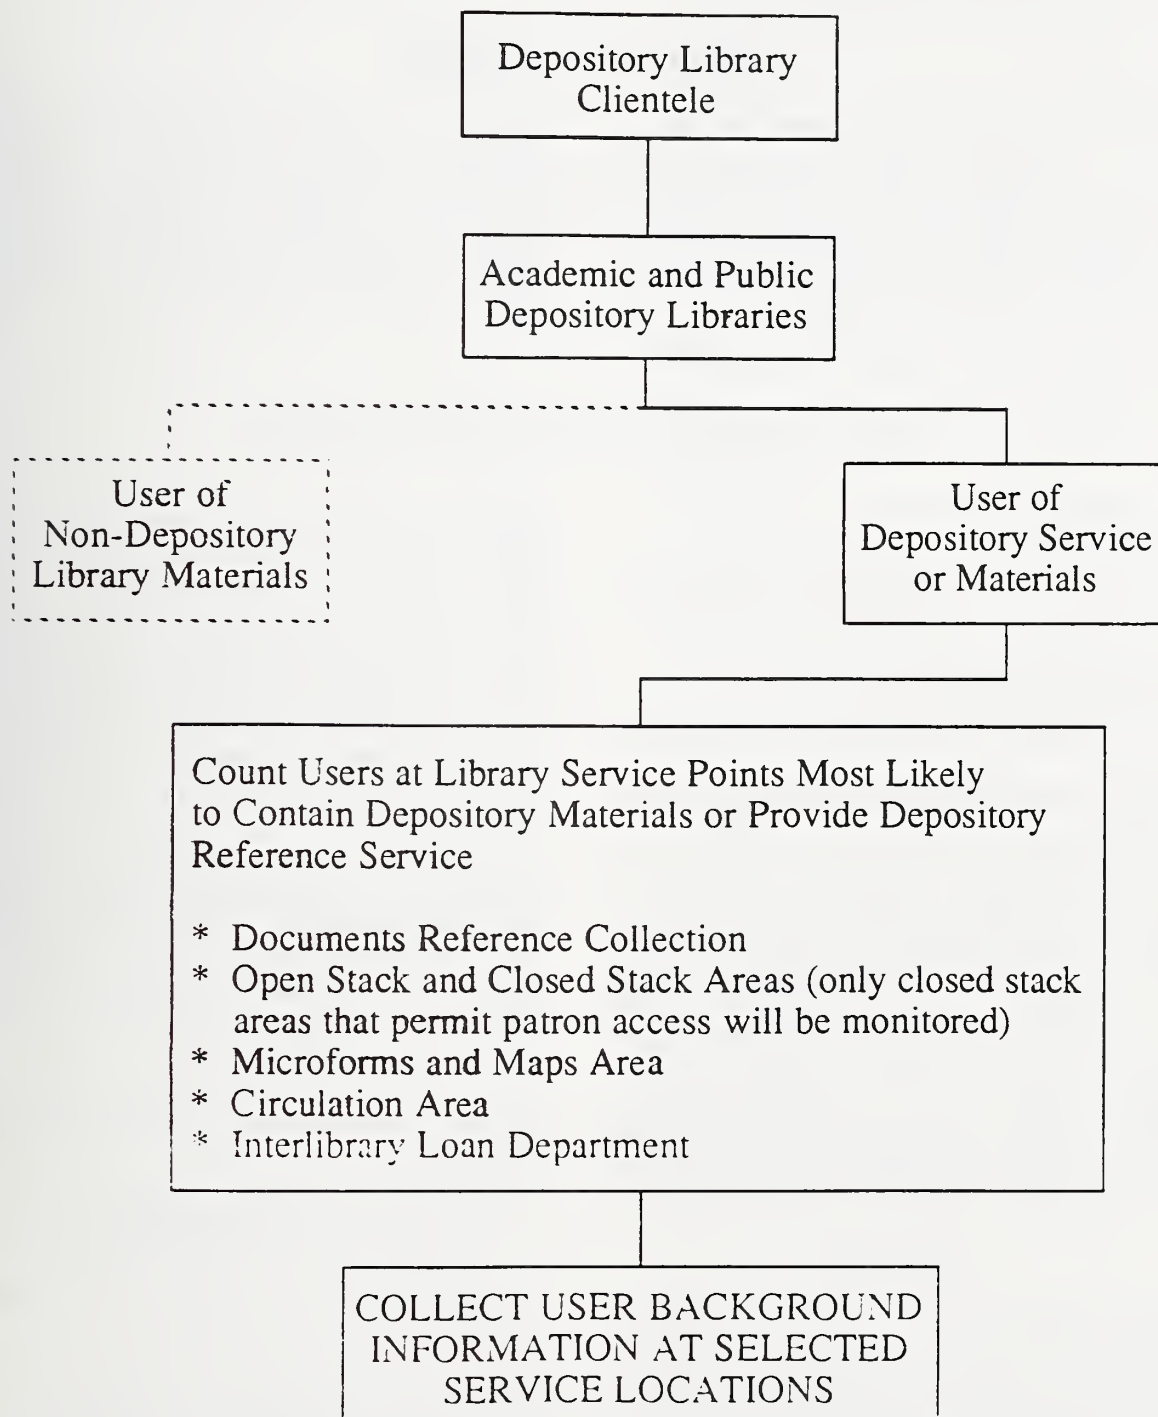 Depository Library
Clientele
Academic and Public
Depository Libraries
User of
Non-Depository
Library Materials
User of
Depository Service
or Materials
Count Users at Library Service Points Most Likely
to Contain Depository Materials or Provide Depository
Reference Service
* Documents Reference Collection
* Open Stack and Closed Stack Areas (only closed stack
areas that permit patron access will be monitored)
* Microforms and Maps Area
* Circulation Area
* Interlibrary Loan Department
COLLECT USER BACKGROUND
INFORMATION AT SELECTED
SERVICE LOCATIONS